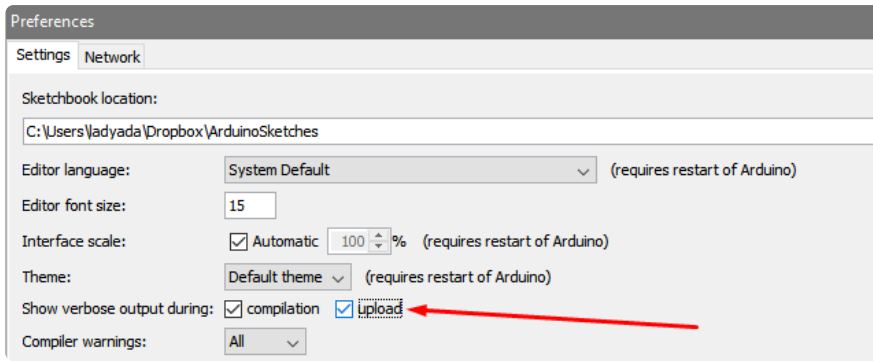 Preferences
Settings Network
Sketchbook location:
C:\Users\ladyada\Dropbox\ArduinoSketches
Editor language: System Default (requires restart of Arduino)
Editor font size: 15
Interface scale: Automatic 100 % (requires restart of Arduino)
Theme: Default theme (requires restart of Arduino)
Show verbose output during: compilation upload
Compiler warnings: All